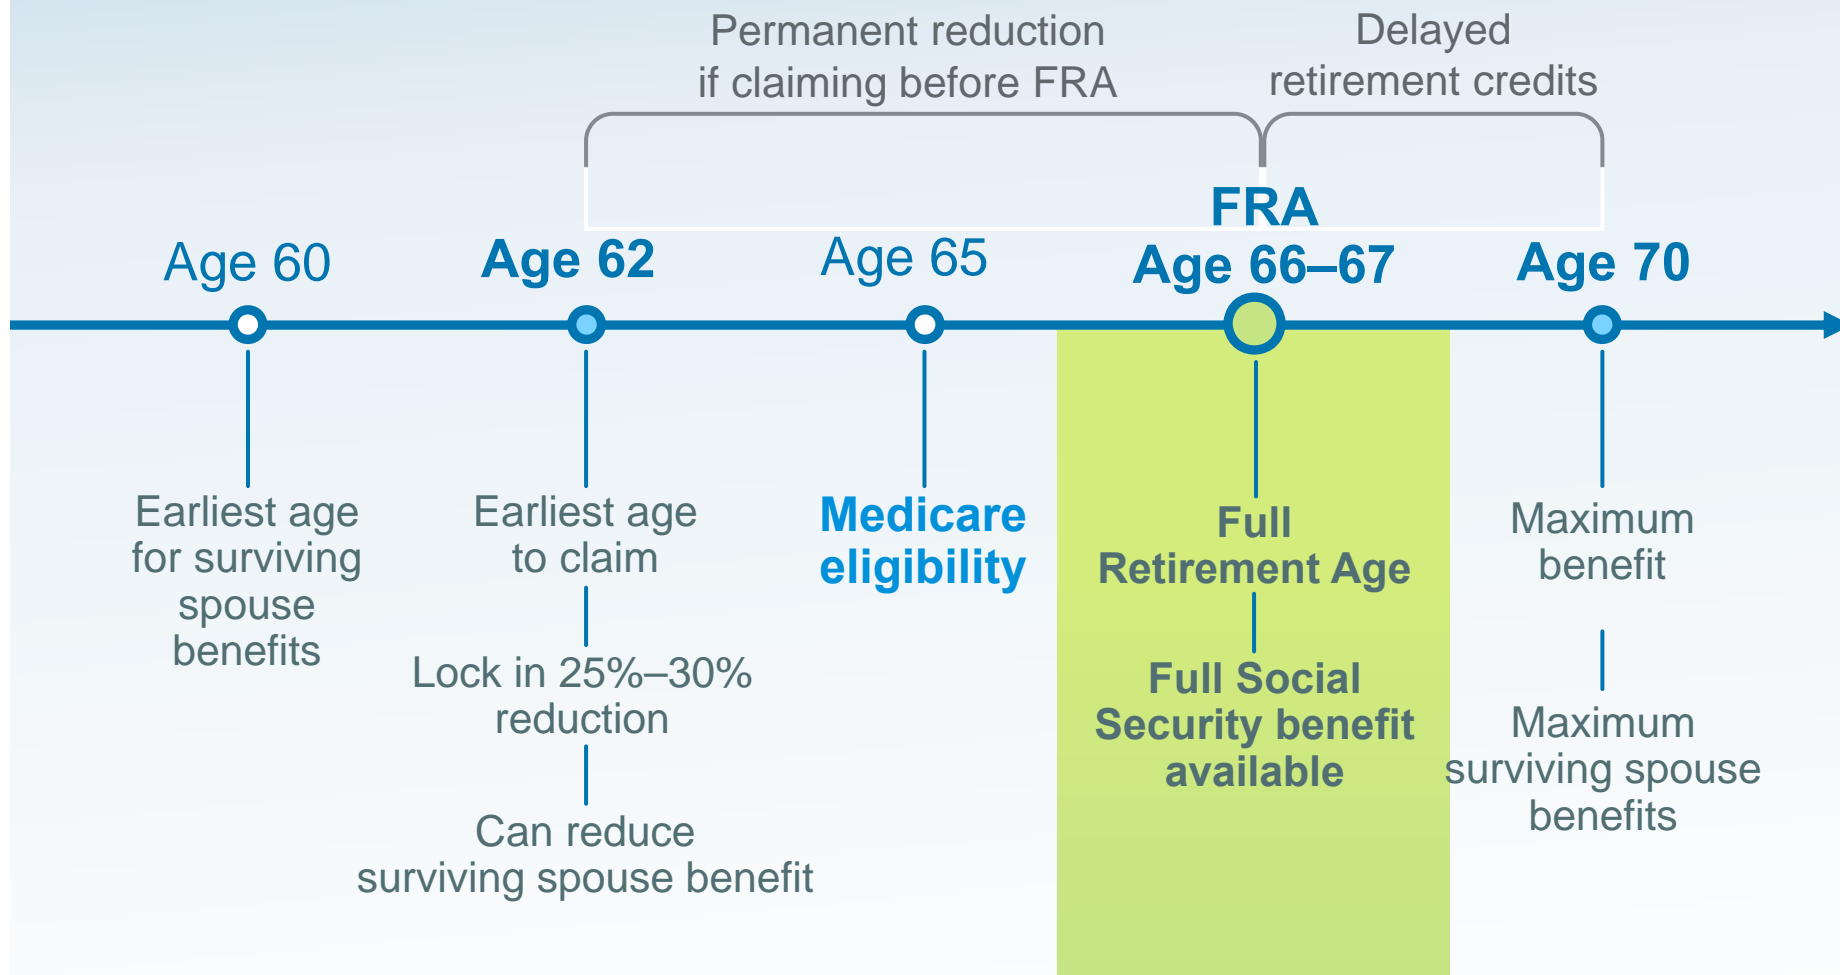 Permanent reduction
if claiming before FRA
Delayed
retirement credits
Age 60
Age 62
Age 65
FRA
Age 66–67
Age 70
Earliest age
for surviving
spouse
benefits
Earliest age
to claim
Lock in 25%–30%
reduction
Can reduce
surviving spouse benefit
Medicare
eligibility
Full
Retirement Age
Full Social
Security benefit
available
Maximum
benefit
Maximum
surviving spouse
benefits